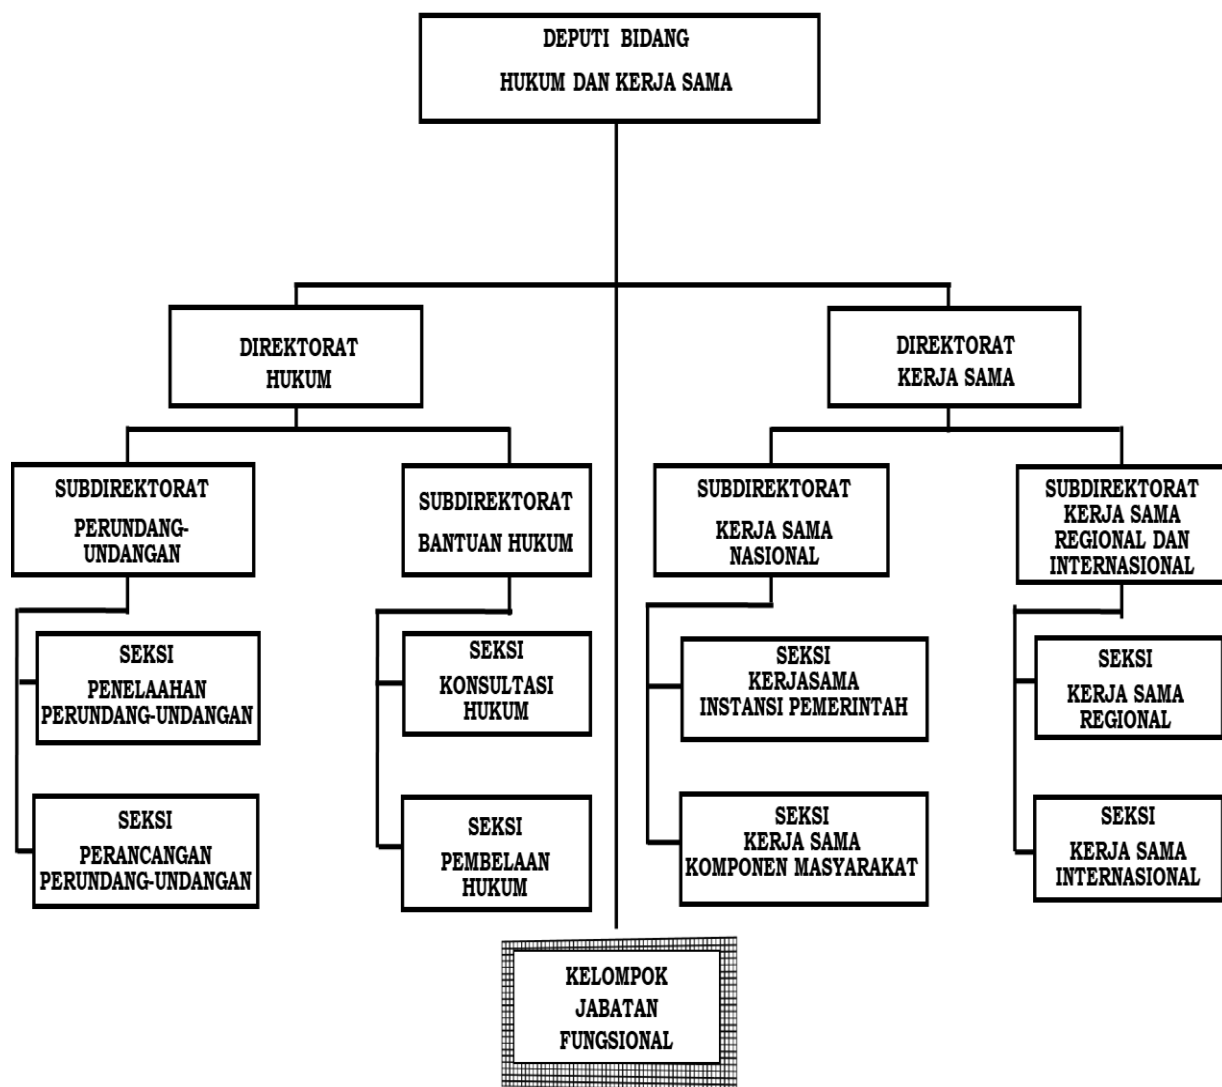 DEPUTI BIDANG
HUKUM DAN KERJA SAMA
DIREKTORAT
HUKUM
DIREKTORAT
KERJA SAMA
SUBDIREKTORAT
PERUNDANG-
UNDANGAN
SUBDIREKTORAT
BANTUAN HUKUM
SUBDIREKTORAT
KERJA SAMA
NASIONAL
SUBDIREKTORAT
KERJA SAMA
REGIONAL DAN
INTERNASIONAL
SEKSI
PENELAAHAN
PERUNDANG-UNDANGAN
SEKSI
KONSULTASI
HUKUM
SEKSI
KERJASAMA
INSTANSI PEMERINTAH
SEKSI
KERJA SAMA
REGIONAL
SEKSI
PERANCANGAN
PERUNDANG-UNDANGAN
SEKSI
PEMBELAAN
HUKUM
SEKSI
KERJA SAMA
KOMPONEN MASYARAKAT
SEKSI
KERJA SAMA
INTERNASIONAL
KELOMPOK
JABATAN
FUNGSIONAL